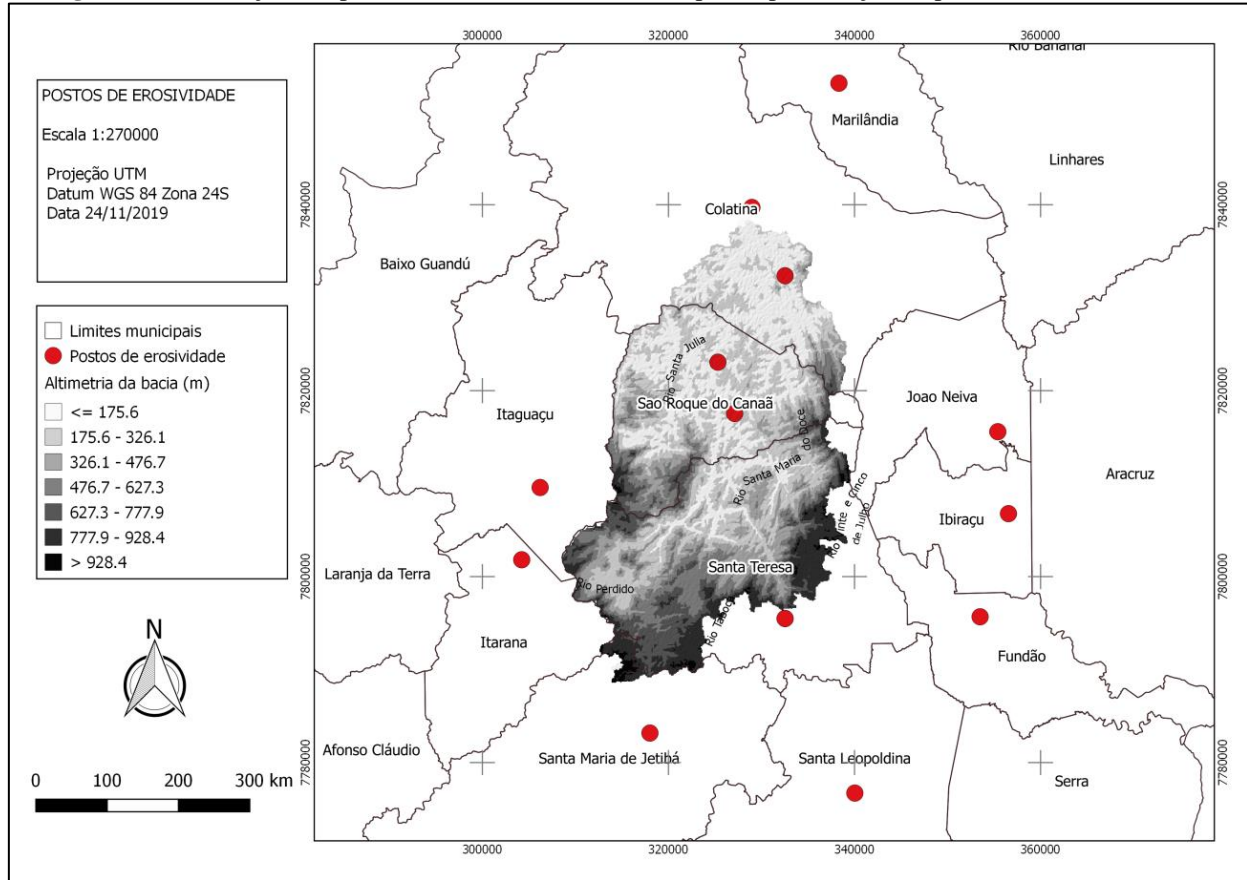 POSTOS DE EROSIVIDADE
Escala 1:270000
Projeção UTM
Datum WGS 84 Zona 24S
Data 24/11/2019
Limites municipais
Postos de erosividade
Altimetria da bacia (m)
<= 175.6
175.6 - 326.1
326.1 - 476.7
476.7 - 627.3
627.3 - 777.9
777.9 - 928.4
> 928.4
N
0 100 200 300 km
300000 320000 340000 360000
7840000 7840000
7820000 7820000
7800000 7800000
7780000 7780000
Rio Bananal
Marilândia
Linhares
Colatina
Baixo Guandú
Rio Santa Julia
Itaguaçu
Sao Roque do Canaã
Joao Neiva
Rio Santa Maria do Doce
Aracruz
Ibiraçu
de Julho
Laranja da Terra
Santa Teresa
Rio Perdido
Itarana
Fundão
Afonso Cláudio
Santa Maria de Jetibá
Santa Leopoldina
Serra
300000 320000 340000 360000